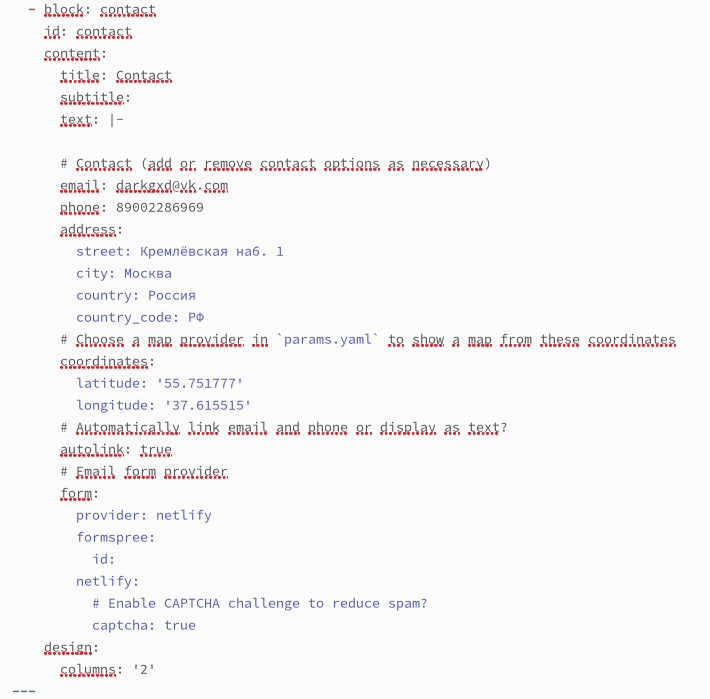 - block: contact
id: contact
content:
title: Contact
subtitle:
text: |-
# Contact (add or remove contact options as necessary)
email: darkgxd@vk.com
phone: 89002286969
address:
street: Кремлёвская наб. 1
city: Москва
country: Россия
country_code: РФ
# Choose a map provider in `params.yaml` to show a map from these coordinates
coordinates:
latitude: '55.751777'
longitude: '37.615515'
# Automatically link email and phone or display as text?
autolink: true
# Email form provider
form:
provider: netlify
formspree:
id:
netlify:
# Enable CAPTCHA challenge to reduce spam?
captcha: true
design:
columns: '2'
---